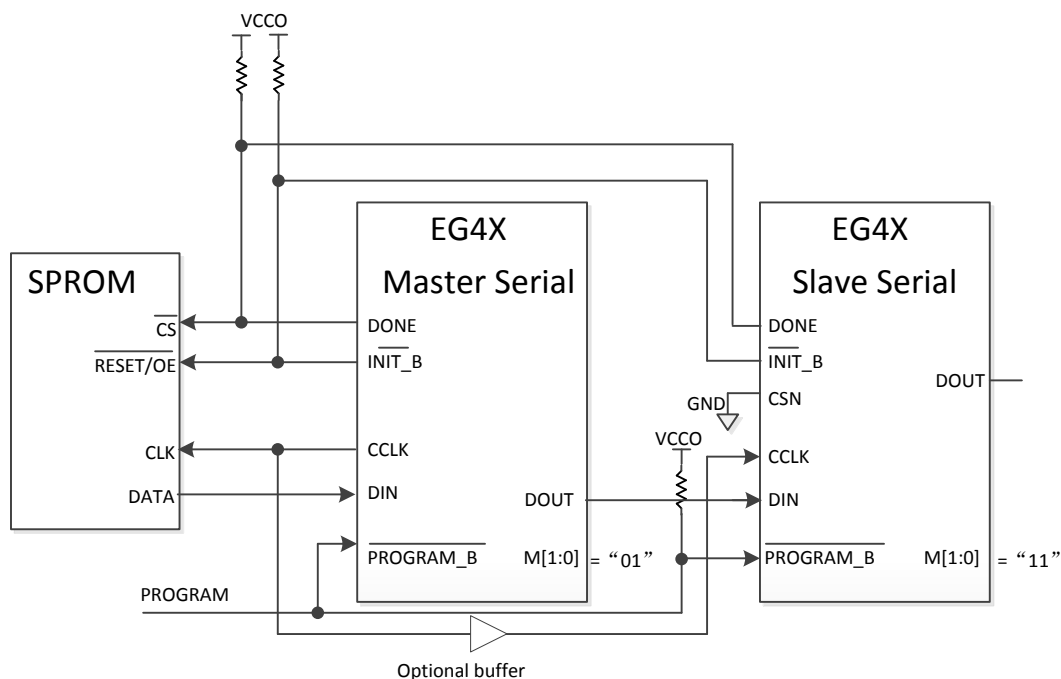 VCCO
EG4X
Master Serial
EG4X
Slave Serial
SPROM
CS
RESET/OE
CLK
DATA
DONE
INIT_B
CCLK
DIN
DOUT
PROGRAM_B
M[1:0] = “01”
DONE
INIT_B
CSN
GND
VCCO
CCLK
DIN
DOUT
PROGRAM_B
M[1:0] = “11”
PROGRAM
Optional buffer